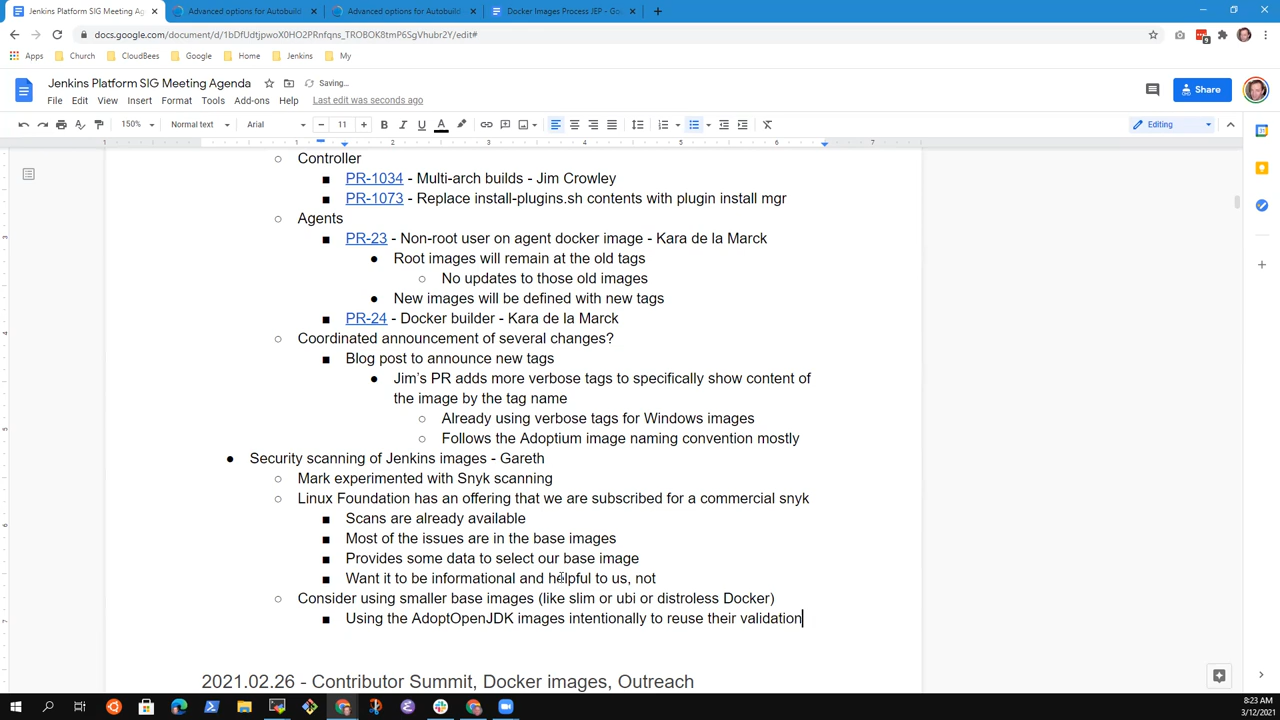 Jenkins Platform SIG Meeting Ag
Advanced options for Autobuild
Advanced options for Autobuild
Docker Images Process JEP - Go
docs.google.com/document/d/1bDfUdtjpwoX0HO2PRnfqns_TROBOK8tmP6SgVhubr2Y/edit#
9
Apps Church CloudBees Google Home Jenkins My
Jenkins Platform SIG Meeting Agenda
Saving...
File Edit View Insert Format Tools Add-ons Help Last edit was seconds ago
Share
150% Normal text Arial 11 Editing
1 1 2 3 4 5 6 7
○ Controller
■ PR-1034 - Multi-arch builds - Jim Crowley
■ PR-1073 - Replace install-plugins.sh contents with plugin install mgr
○ Agents
■ PR-23 - Non-root user on agent docker image - Kara de la Marck
● Root images will remain at the old tags
○ No updates to those old images
● New images will be defined with new tags
■ PR-24 - Docker builder - Kara de la Marck
○ Coordinated announcement of several changes?
■ Blog post to announce new tags
● Jim's PR adds more verbose tags to specifically show content of
the image by the tag name
○ Already using verbose tags for Windows images
○ Follows the Adoptium image naming convention mostly
● Security scanning of Jenkins images - Gareth
○ Mark experimented with Snyk scanning
○ Linux Foundation has an offering that we are subscribed for a commercial snyk
■ Scans are already available
■ Most of the issues are in the base images
■ Provides some data to select our base image
■ Want it to be informational and helpful to us, not
○ Consider using smaller base images (like slim or ubi or distroless Docker)
■ Using the AdoptOpenJDK images intentionally to reuse their validation
2021.02.26 - Contributor Summit, Docker images, Outreach
8:23 AM
3/12/2021